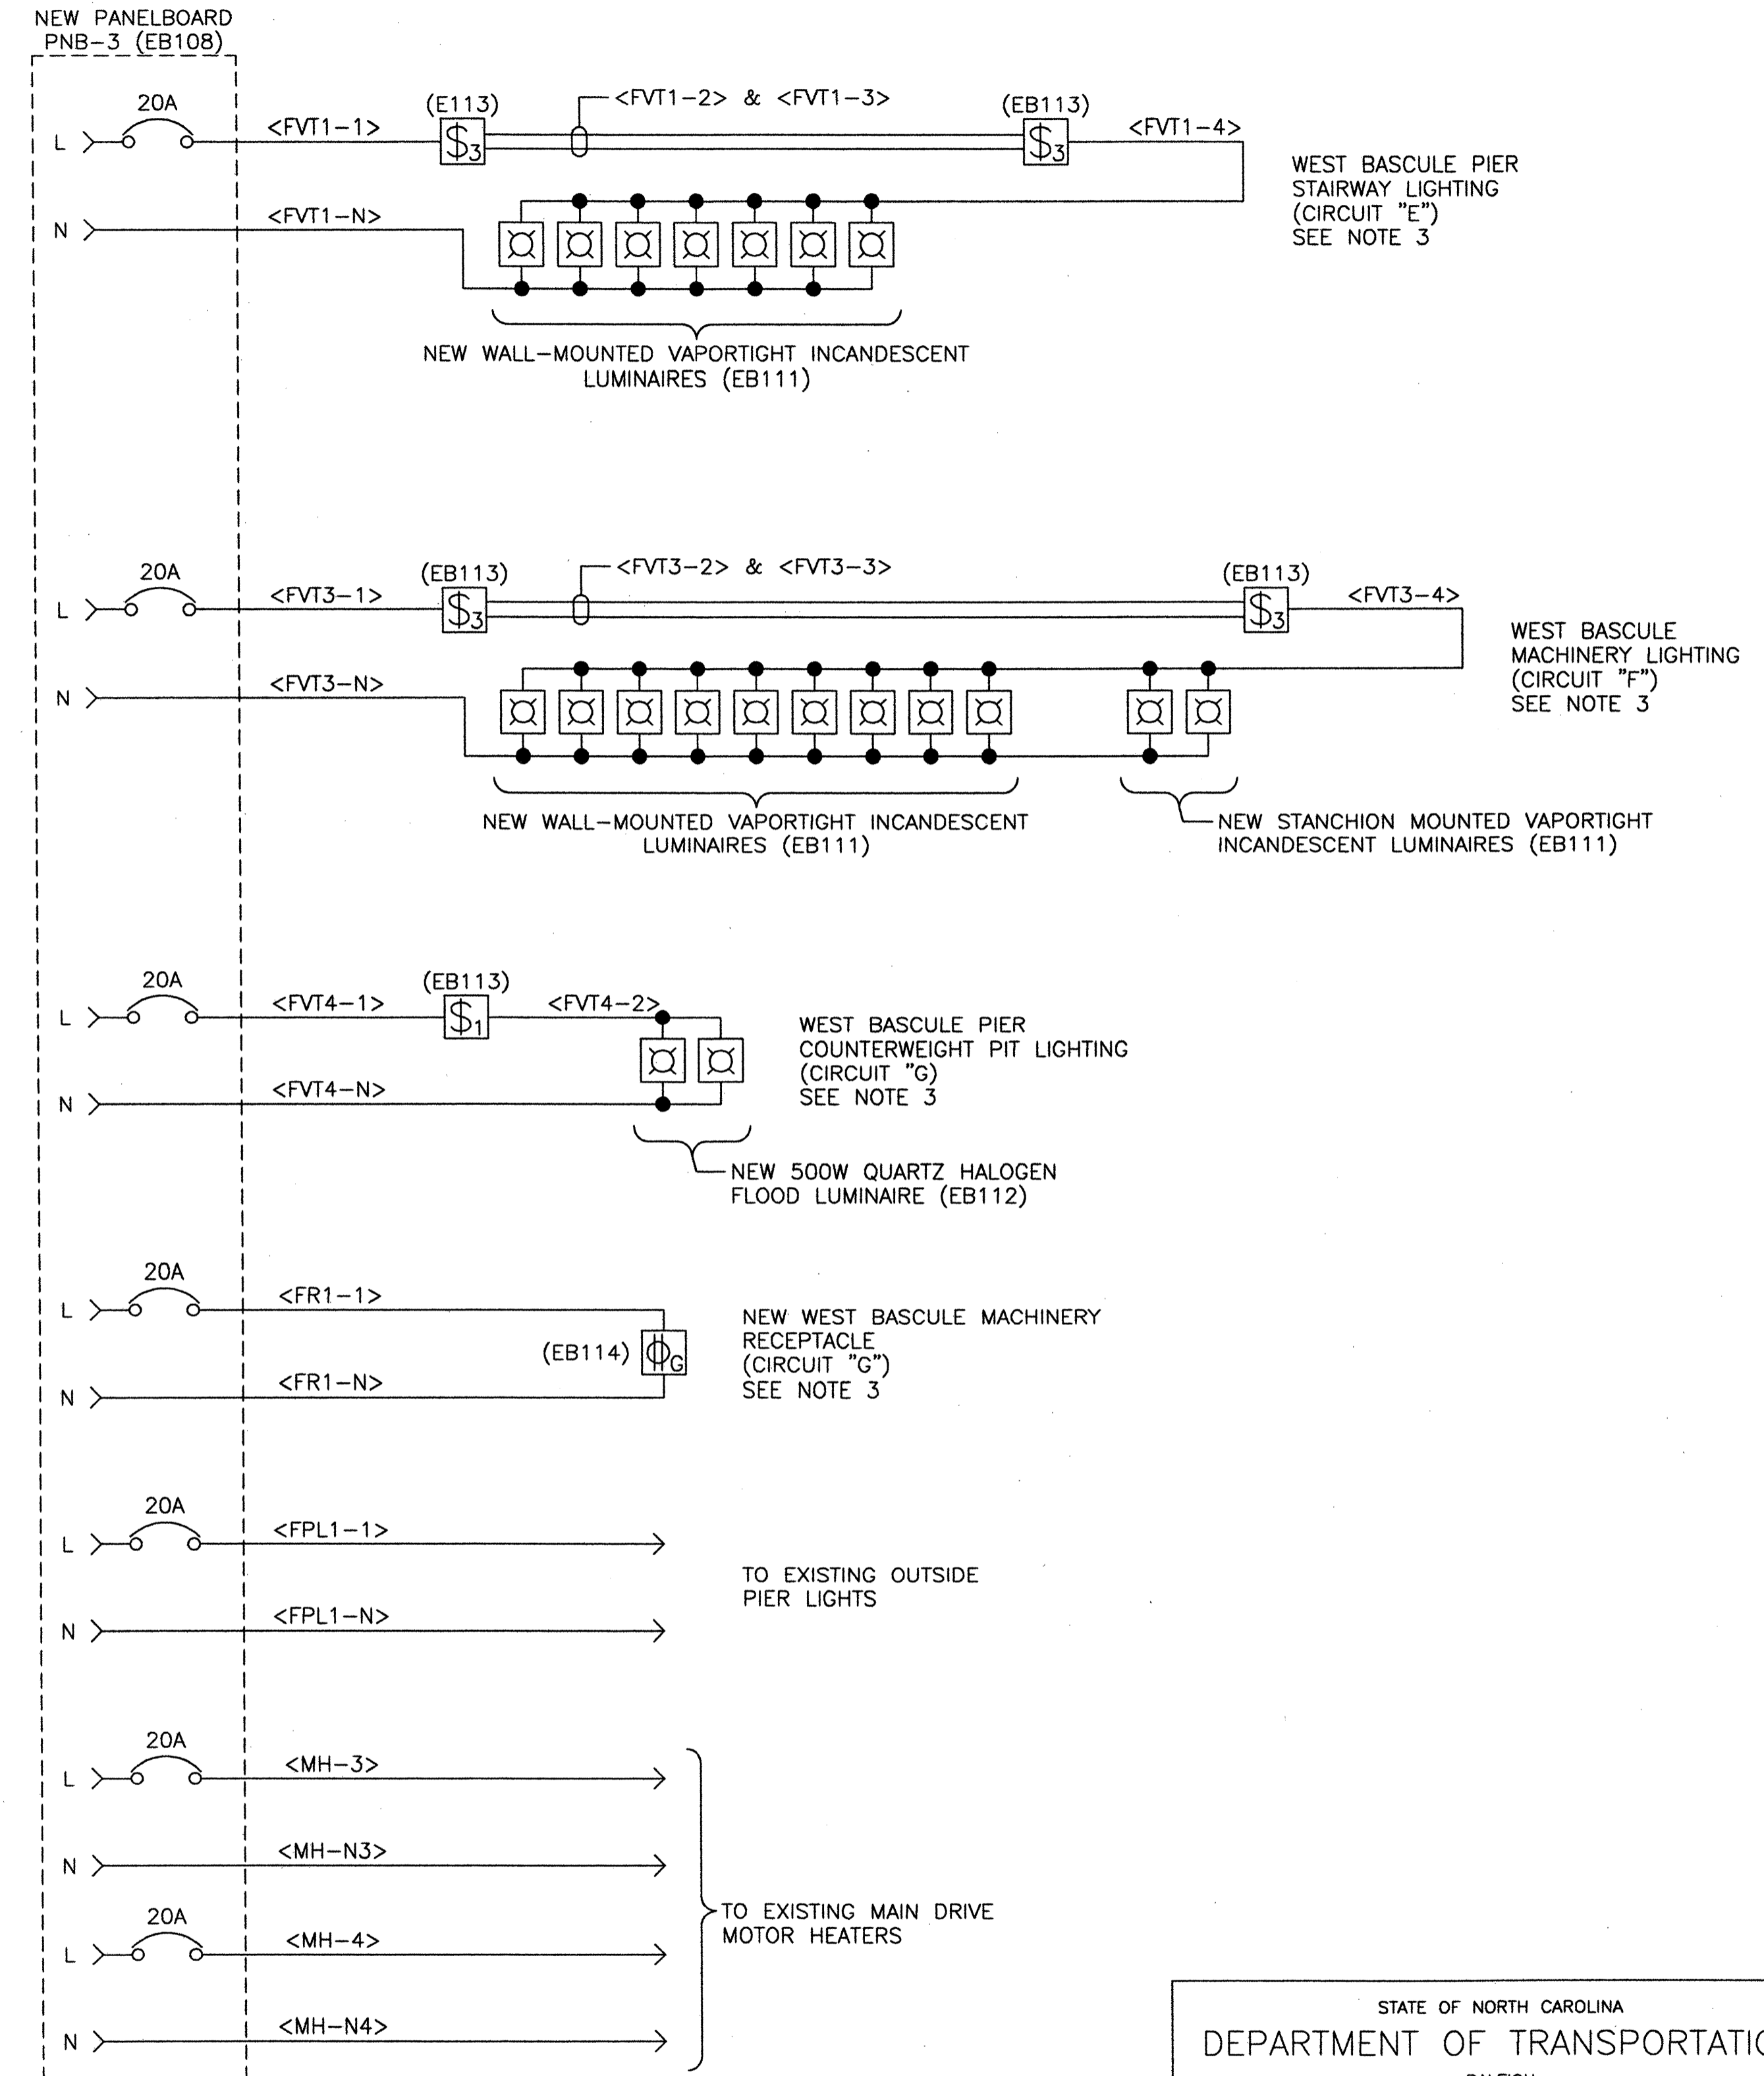 NEW PANELBOARD
PNB-3 (EB108)
20A
(E113)
<FVT1-2> & <FVT1-3>
(EB113)
L
<FVT1-1>
$3
$3
<FVT1-4>
WEST BASCULE PIER
STAIRWAY LIGHTING
(CIRCUIT "E")
SEE NOTE 3
N
<FVT1-N>
NEW WALL-MOUNTED VAPORTIGHT INCANDESCENT
LUMINAIRES (EB111)
20A
(EB113)
<FVT3-2> & <FVT3-3>
(EB113)
L
<FVT3-1>
$3
$3
<FVT3-4>
WEST BASCULE
MACHINERY LIGHTING
(CIRCUIT "F")
SEE NOTE 3
N
<FVT3-N>
NEW WALL-MOUNTED VAPORTIGHT INCANDESCENT
LUMINAIRES (EB111)
NEW STANCHION MOUNTED VAPORTIGHT
INCANDESCENT LUMINAIRES (EB111)
20A
(EB113)
L
<FVT4-1>
$1
<FVT4-2>
WEST BASCULE PIER
COUNTERWEIGHT PIT LIGHTING
(CIRCUIT "G)
SEE NOTE 3
N
<FVT4-N>
NEW 500W QUARTZ HALOGEN
FLOOD LUMINAIRE (EB112)
20A
L
<FR1-1>
(EB114)
G
NEW WEST BASCULE MACHINERY
RECEPTACLE
(CIRCUIT "G")
SEE NOTE 3
N
<FR1-N>
20A
L
<FPL1-1>
TO EXISTING OUTSIDE
PIER LIGHTS
N
<FPL1-N>
20A
L
<MH-3>
N
<MH-N3>
TO EXISTING MAIN DRIVE
MOTOR HEATERS
20A
L
<MH-4>
N
<MH-N4>
STATE OF NORTH CAROLINA
DEPARTMENT OF TRANSPORTATIO